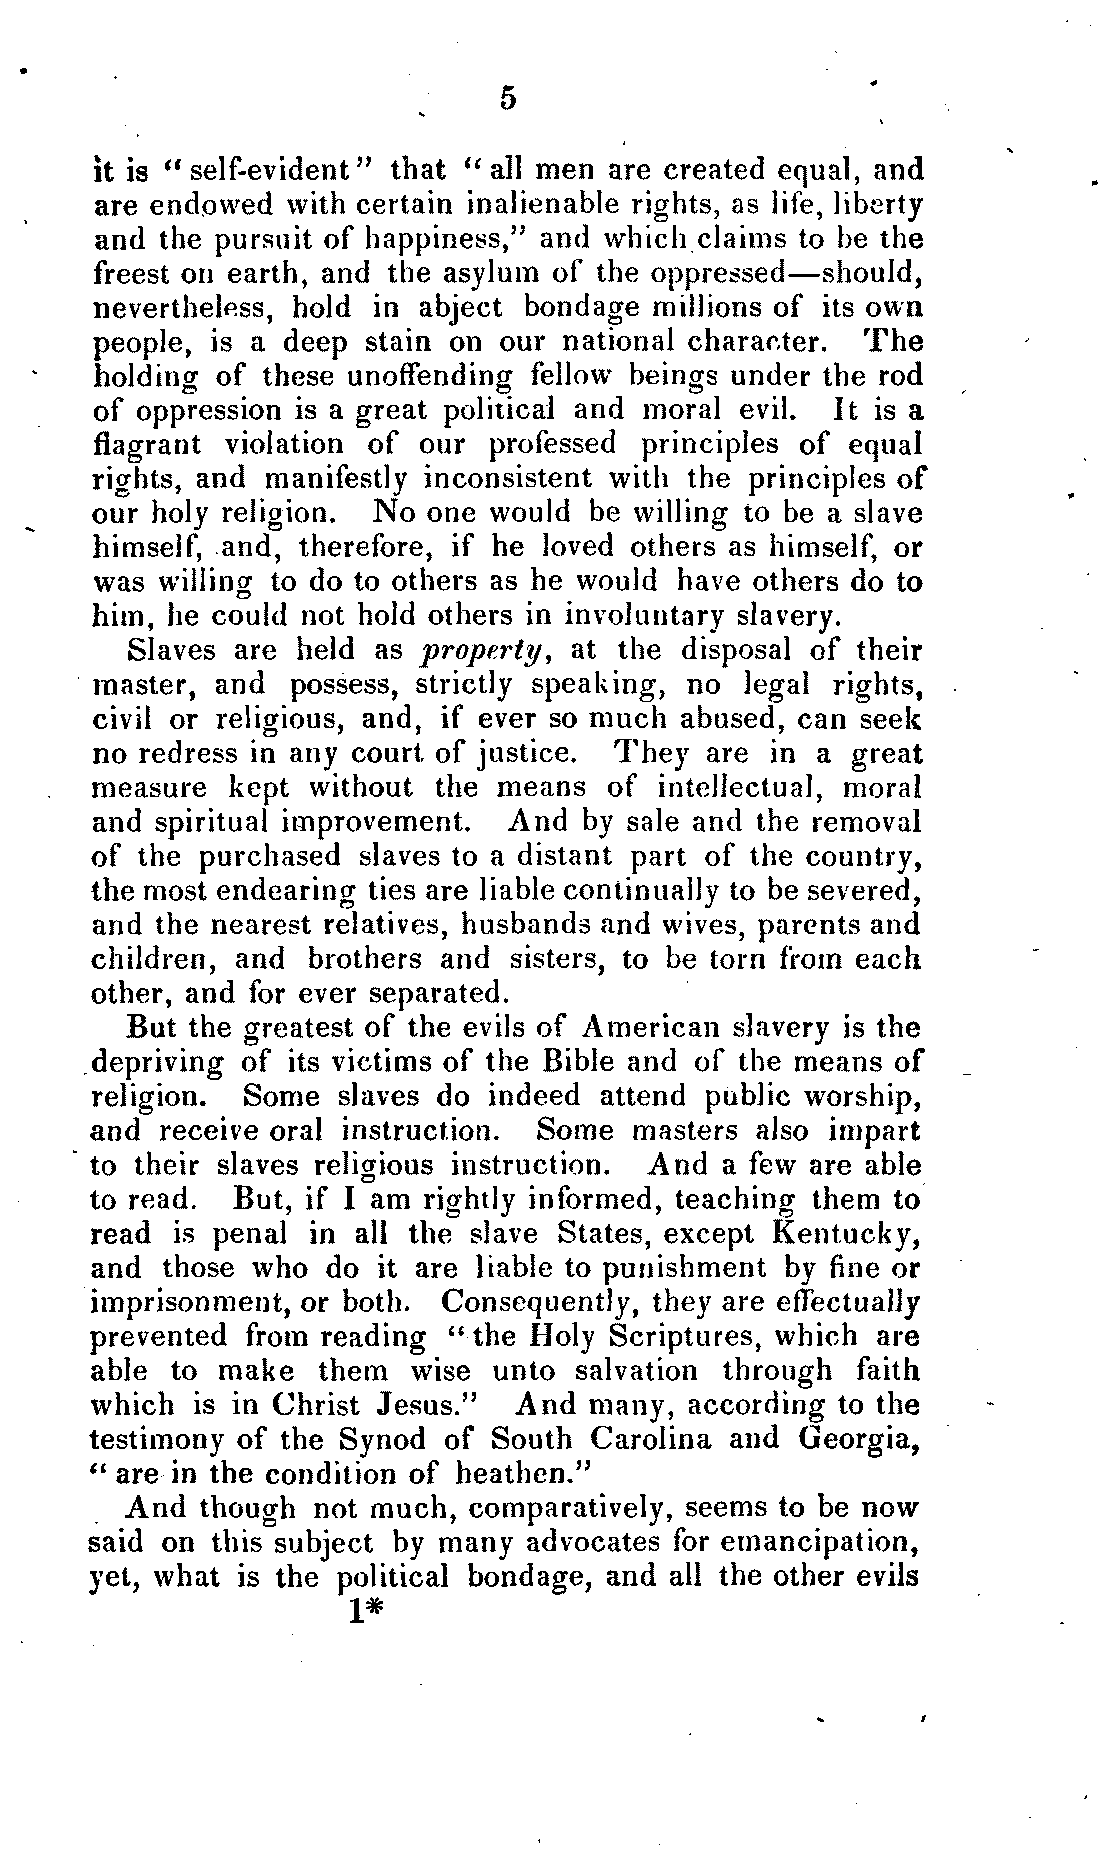 5
it is " self-evident " that " all men are created equal, and
are endowed with certain inalienable rights, as life, liberty
and the pursuit of happiness," and which claims to be the
freest on earth, and the asylum of the oppressed—should,
nevertheless, hold in abject bondage millions of its own
people, is a deep stain on our national character. The
holding of these unoffending fellow beings under the rod
of oppression is a great political and moral evil. It is a
flagrant violation of our professed principles of equal
rights, and manifestly inconsistent with the principles of
our holy religion. No one would be willing to be a slave
himself, and, therefore, if he loved others as himself, or
was willing to do to others as he would have others do to
him, he could not hold others in involuntary slavery.
Slaves are held as property, at the disposal of their
master, and possess, strictly speaking, no legal rights,
civil or religious, and, if ever so much abused, can seek
no redress in any court of justice. They are in a great
measure kept without the means of intellectual, moral
and spiritual improvement. And by sale and the removal
of the purchased slaves to a distant part of the country,
the most endearing ties are liable continually to be severed,
and the nearest relatives, husbands and wives, parents and
children, and brothers and sisters, to be torn from each
other, and for ever separated.
But the greatest of the evils of American slavery is the
depriving of its victims of the Bible and of the means of
religion. Some slaves do indeed attend public worship,
and receive oral instruction. Some masters also impart
to their slaves religious instruction. And a few are able
to read. But, if I am rightly informed, teaching them to
read is penal in all the slave States, except Kentucky,
and those who do it are liable to punishment by fine or
imprisonment, or both. Consequently, they are effectually
prevented from reading " the Holy Scriptures, which are
able to make them wise unto salvation through faith
which is in Christ Jesus." And many, according to the
testimony of the Synod of South Carolina and Georgia,
" are in the condition of heathen."
And though not much, comparatively, seems to be now
said on this subject by many advocates for emancipation,
yet, what is the political bondage, and all the other evils
1*